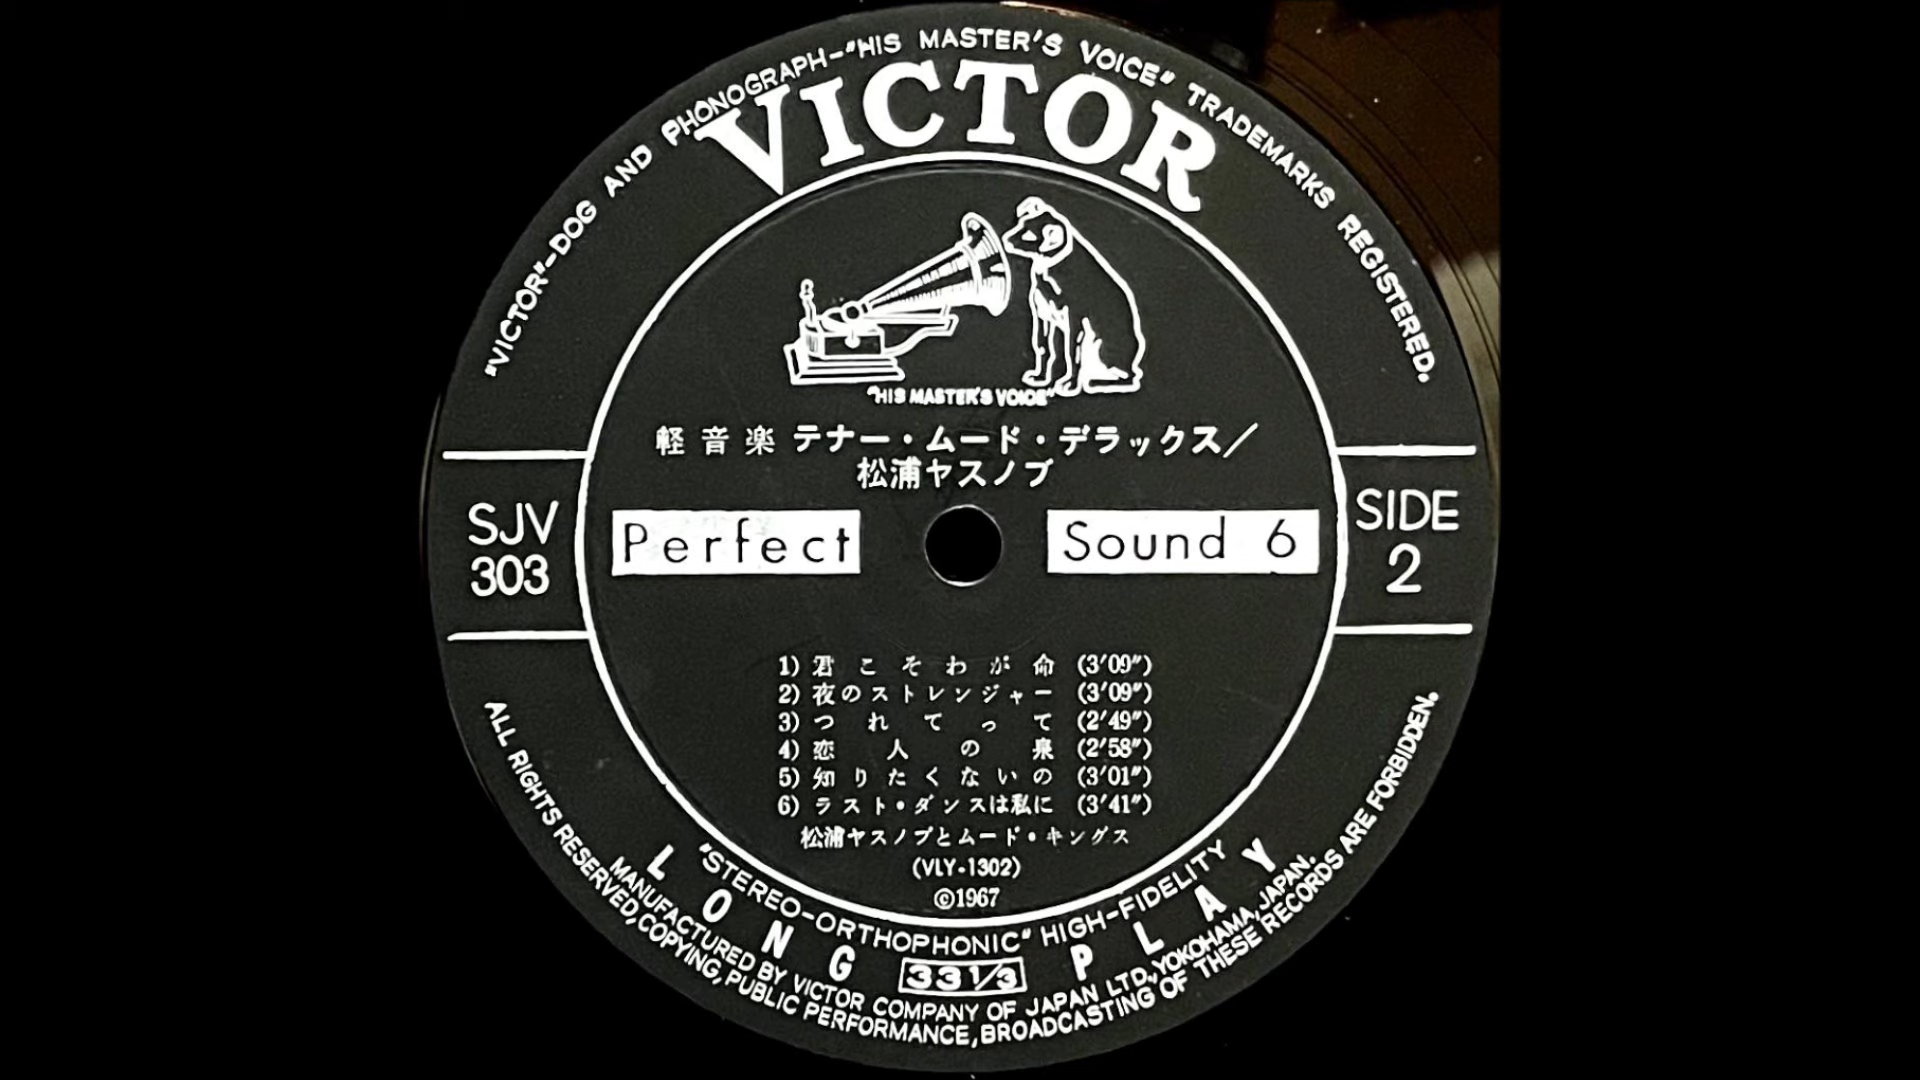 "VICTOR"-DOG AND PHONOGRAPH-"HIS MASTER'S VOICE" TRADEMARKS REGISTERED.
VICTOR
"HIS MASTER'S VOICE"
軽音楽 テナー・ムード・デラックス／
松浦ヤスノブ
SJV
303
Perfect
Sound 6
SIDE
2
1) 君こそわが命 (3′09″)
2) 夜のストレンジャー (3′09″)
3) つれてって (2′49″)
4) 恋人の泉 (2′58″)
5) 知りたくないの (3′01″)
6) ラスト・ダンスは私に (3′41″)
松浦ヤスノブとムード・キングス
(VLY-1302)
©1967
"STEREO-ORTHOPHONIC" HIGH-FIDELITY
LONG 33 1/3 PLAY
MANUFACTURED BY VICTOR COMPANY OF JAPAN LTD., YOKOHAMA, JAPAN.
ALL RIGHTS RESERVED, COPYING, PUBLIC PERFORMANCE, BROADCASTING OF THESE RECORDS ARE FORBIDDEN.